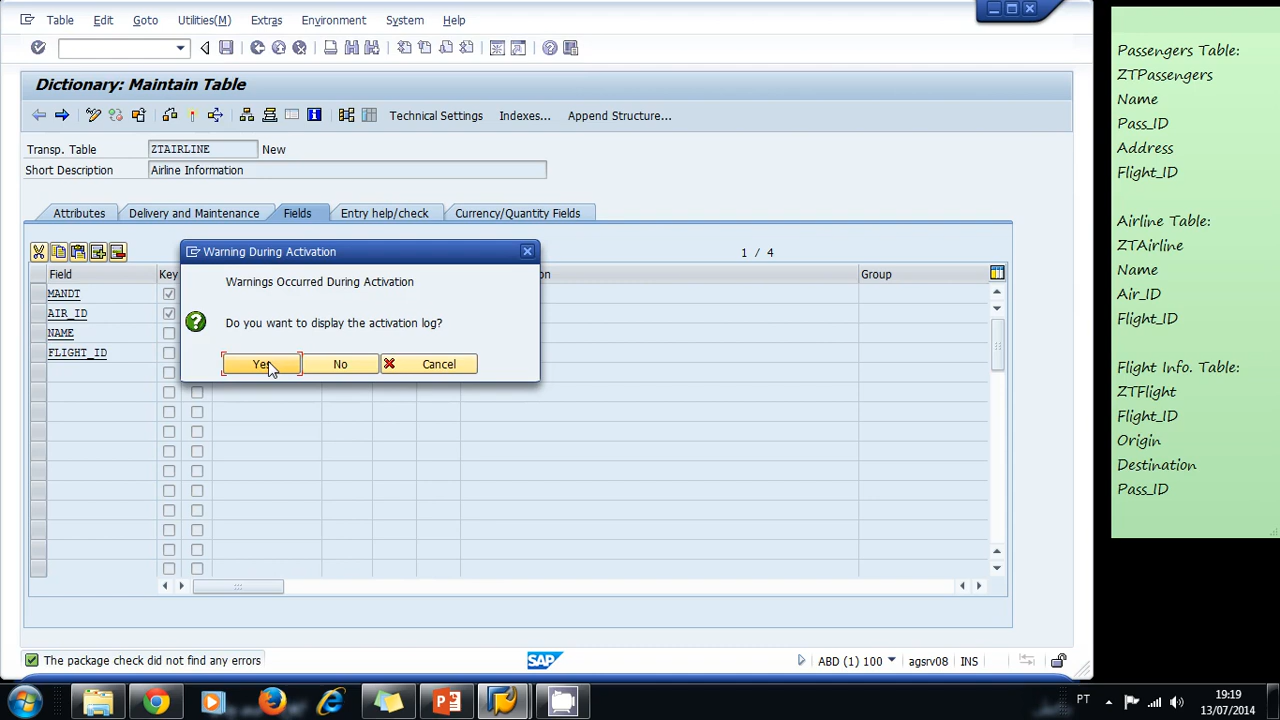 Table Edit Goto Utilities(M) Extras Environment System Help
Dictionary: Maintain Table
Technical Settings Indexes... Append Structure...
Transp. Table ZTAIRLINE New
Short Description Airline Information
Attributes Delivery and Maintenance Fields Entry help/check Currency/Quantity Fields
Warning During Activation
1 / 4
Field Key Group
Warnings Occurred During Activation
Do you want to display the activation log?
Yes No Cancel
MANDT
AIR_ID
NAME
FLIGHT_ID
The package check did not find any errors
SAP
ABD (1) 100 agsrv08 INS
PT
19:19
13/07/2014
Passengers Table:
ZTPassengers
Name
Pass_ID
Address
Flight_ID
Airline Table:
ZTAirline
Name
Air_ID
Flight_ID
Flight Info. Table:
ZTFlight
Flight_ID
Origin
Destination
Pass_ID